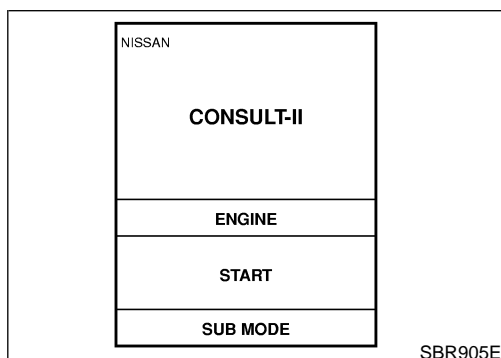 NISSAN
CONSULT-II
ENGINE
START
SUB MODE
SBR905E